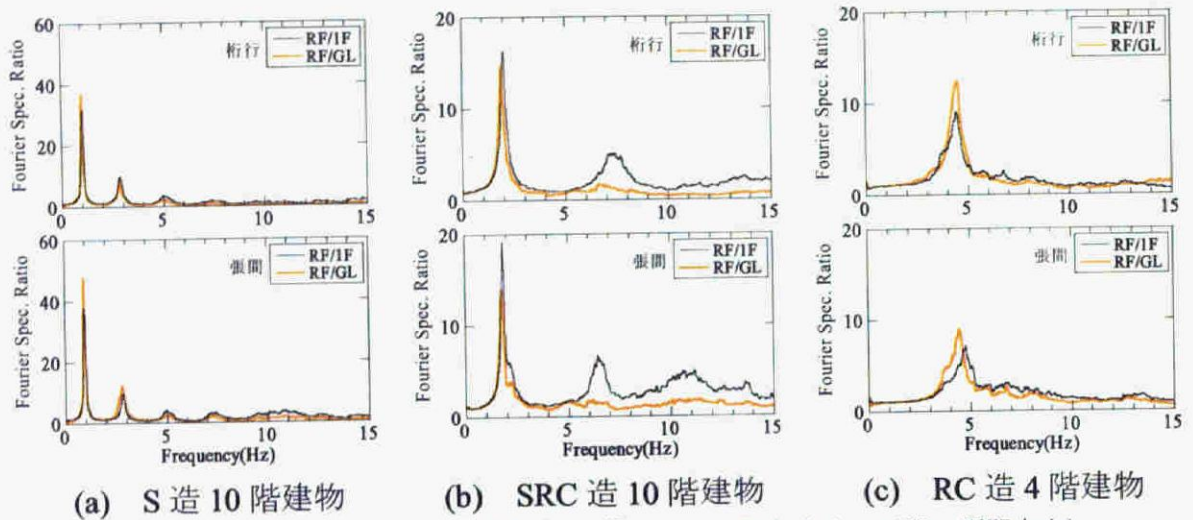 60
40
20
0
Fourier Spec. Ratio
桁行
RF/1F
RF/GL
0 5 10 15
60
40
20
0
Fourier Spec. Ratio
張間
RF/1F
RF/GL
0 5 10 15
Frequency(Hz)
(a) S 造 10 階建物
20
10
0
Fourier Spec. Ratio
桁行
RF/1F
RF/GL
0 5 10 15
20
10
0
Fourier Spec. Ratio
張間
RF/1F
RF/GL
0 5 10 15
Frequency(Hz)
(b) SRC 造 10 階建物
20
10
0
Fourier Spec. Ratio
桁行
RF/1F
RF/GL
0 5 10 15
20
10
0
Fourier Spec. Ratio
張間
RF/1F
RF/GL
0 5 10 15
Frequency(Hz)
(c) RC 造 4 階建物